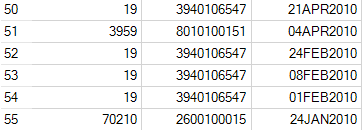 50 19 3940106547 21APR2010
51 3959 8010100151 04APR2010
52 19 3940106547 24FEB2010
53 19 3940106547 08FEB2010
54 19 3940106547 01FEB2010
55 70210 2600100015 24JAN2010